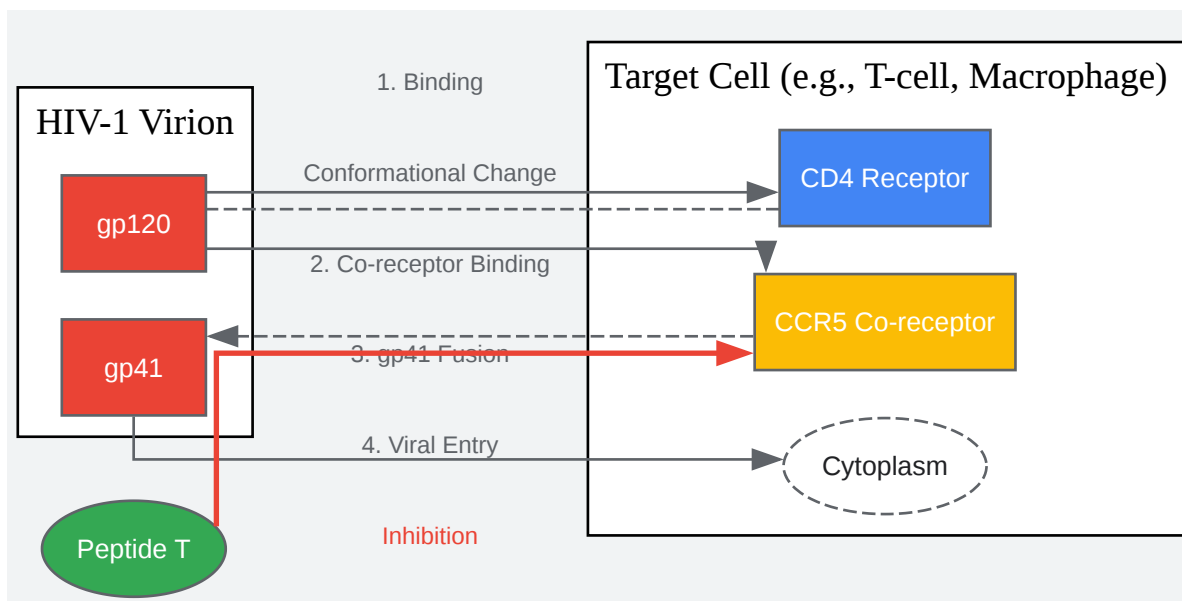 1. Binding
Target Cell (e.g., T-cell, Macrophage)
HIV-1 Virion
Conformational Change
CD4 Receptor
gp120
2. Co-receptor Binding
CCR5 Co-receptor
3. gp41 Fusion
gp41
4. Viral Entry
Cytoplasm
Inhibition
Peptide T